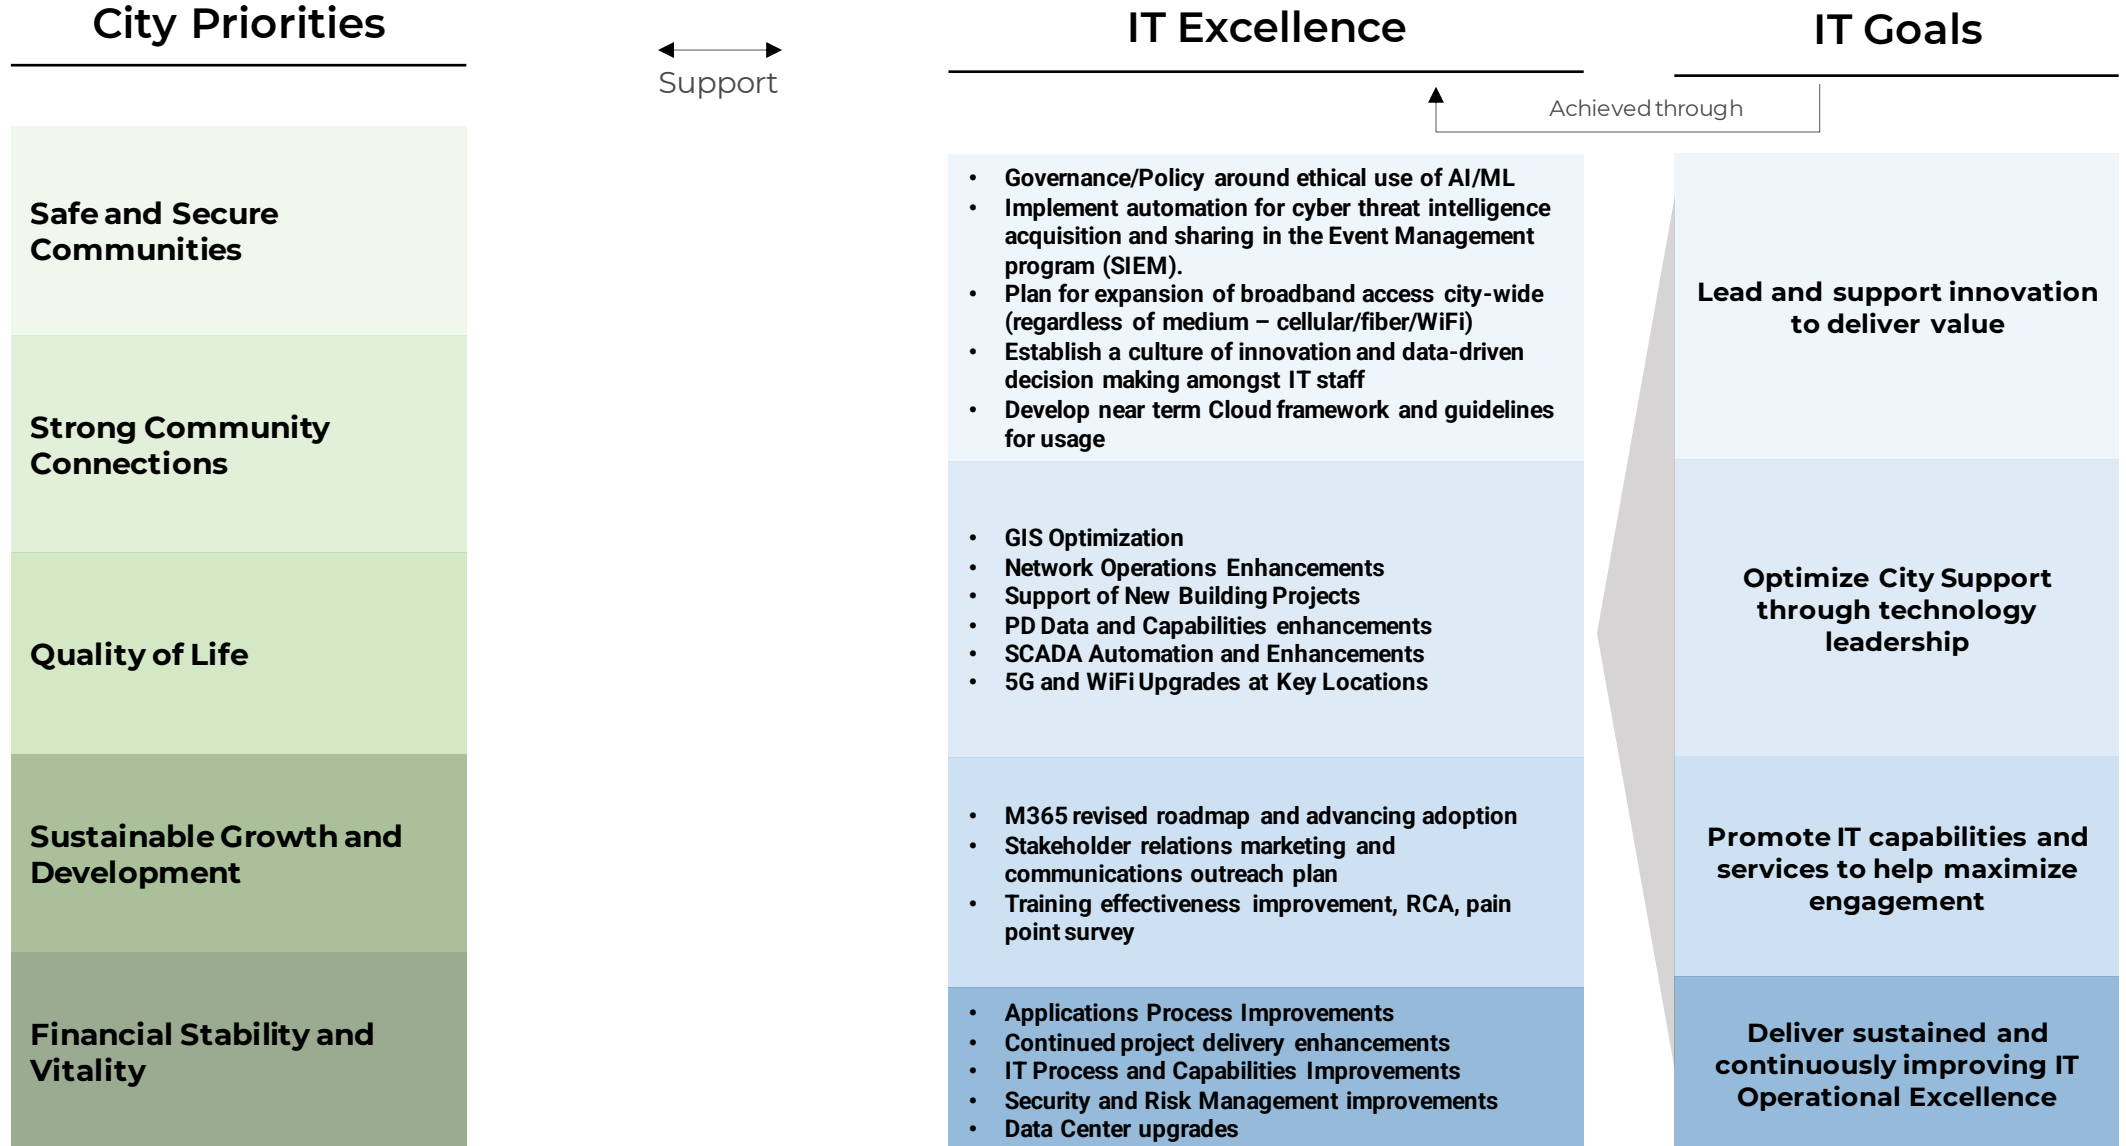 City Priorities
Support
IT Excellence
IT Goals
Achieved through
Safe and Secure
Communities
Strong Community
Connections
Quality of Life
Sustainable Growth and
Development
Financial Stability and
Vitality
• Governance/Policy around ethical use of AI/ML
• Implement automation for cyber threat intelligence
acquisition and sharing in the Event Management
program (SIEM).
• Plan for expansion of broadband access city-wide
(regardless of medium – cellular/fiber/WiFi)
• Establish a culture of innovation and data-driven
decision making amongst IT staff
• Develop near term Cloud framework and guidelines
for usage
• GIS Optimization
• Network Operations Enhancements
• Support of New Building Projects
• PD Data and Capabilities enhancements
• SCADA Automation and Enhancements
• 5G and WiFi Upgrades at Key Locations
• M365 revised roadmap and advancing adoption
• Stakeholder relations marketing and
communications outreach plan
• Training effectiveness improvement, RCA, pain
point survey
• Applications Process Improvements
• Continued project delivery enhancements
• IT Process and Capabilities Improvements
• Security and Risk Management improvements
• Data Center upgrades
Lead and support innovation
to deliver value
Optimize City Support
through technology
leadership
Promote IT capabilities and
services to help maximize
engagement
Deliver sustained and
continuously improving IT
Operational Excellence